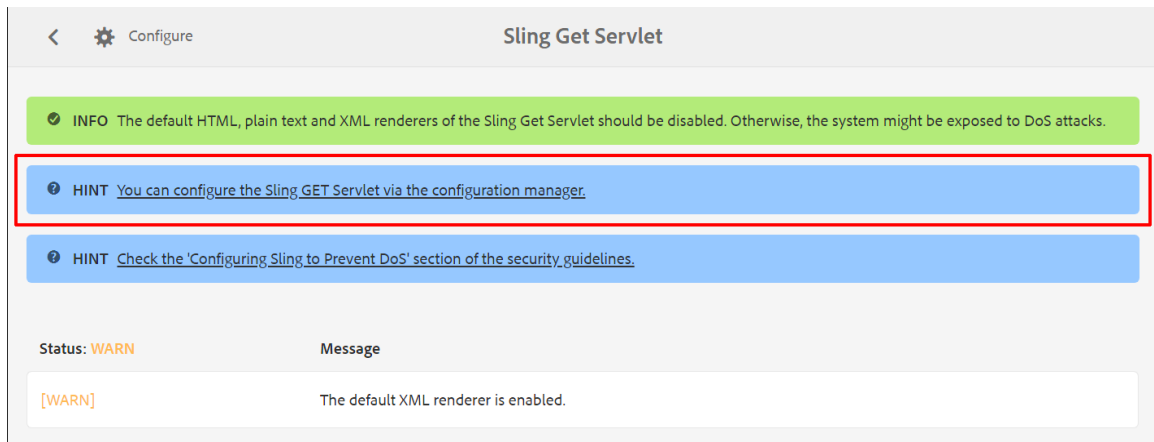 Configure
Sling Get Servlet
INFO The default HTML, plain text and XML renderers of the Sling Get Servlet should be disabled. Otherwise, the system might be exposed to DoS attacks.
HINT You can configure the Sling GET Servlet via the configuration manager.
HINT Check the 'Configuring Sling to Prevent DoS' section of the security guidelines.
Status: WARN Message
[WARN] The default XML renderer is enabled.